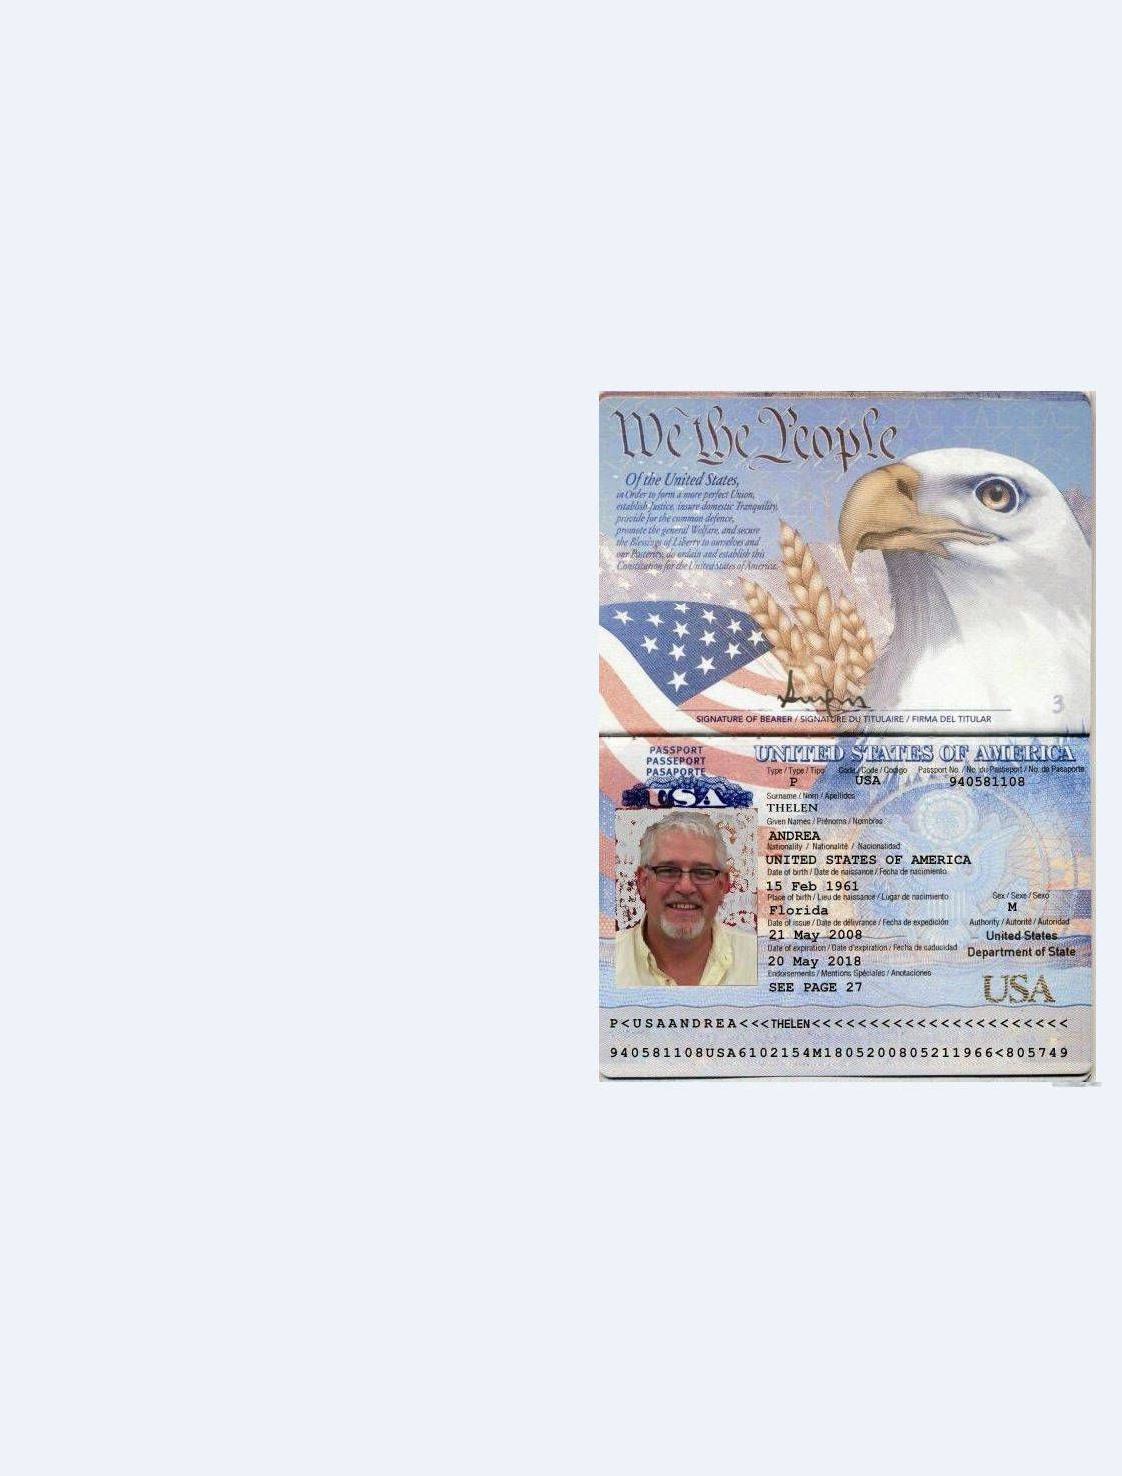 We the People
Of the United States,
in Order to form a more perfect Union,
establish Justice, insure domestic Tranquility,
provide for the common defence,
promote the general Welfare, and secure
the Blessings of Liberty to ourselves and
our Posterity, do ordain and establish this
Constitution for the United States of America.
SIGNATURE OF BEARER / SIGNATURE DU TITULAIRE / FIRMA DEL TITULAR
3
PASSPORT
PASSEPORT
PASAPORTE
USA
UNITED STATES OF AMERICA
Type / Type / Tipo Code / Code / Codigo Passport No. / No. du Passeport / No. de Pasaporte
P USA 940581108
Surname / Nom / Apellidos
THELEN
Given Names / Prénoms / Nombres
ANDREA
Nationality / Nationalité / Nacionalidad
UNITED STATES OF AMERICA
Date of birth / Date de naissance / Fecha de nacimiento
15 Feb 1961
Place of birth / Lieu de naissance / Lugar de nacimiento Sex / Sexe / Sexo
Florida M
Date of issue / Date de délivrance / Fecha de expedición Authority / Autorité / Autoridad
21 May 2008 United States
Date of expiration / Date d'expiration / Fecha de caducidad Department of State
20 May 2018
Endorsements / Mentions Spéciales / Anotaciones
SEE PAGE 27
USA
P<USAANDREA<<<THELEN<<<<<<<<<<<<<<<<<<<<<<
940581108USA6102154M1805200805211966<805749